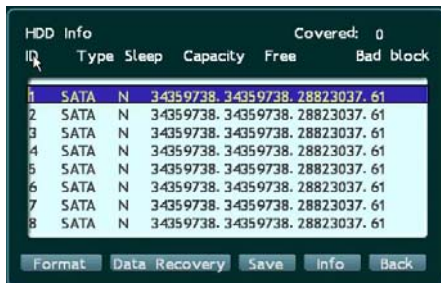 HDD Info Covered: 0
ID Type Sleep Capacity Free Bad block
1 SATA N 34359738.34359738.28823037.61
2 SATA N 34359738.34359738.28823037.61
3 SATA N 34359738.34359738.28823037.61
4 SATA N 34359738.34359738.28823037.61
5 SATA N 34359738.34359738.28823037.61
6 SATA N 34359738.34359738.28823037.61
7 SATA N 34359738.34359738.28823037.61
8 SATA N 34359738.34359738.28823037.61
Format Data Recovery Save Info Back